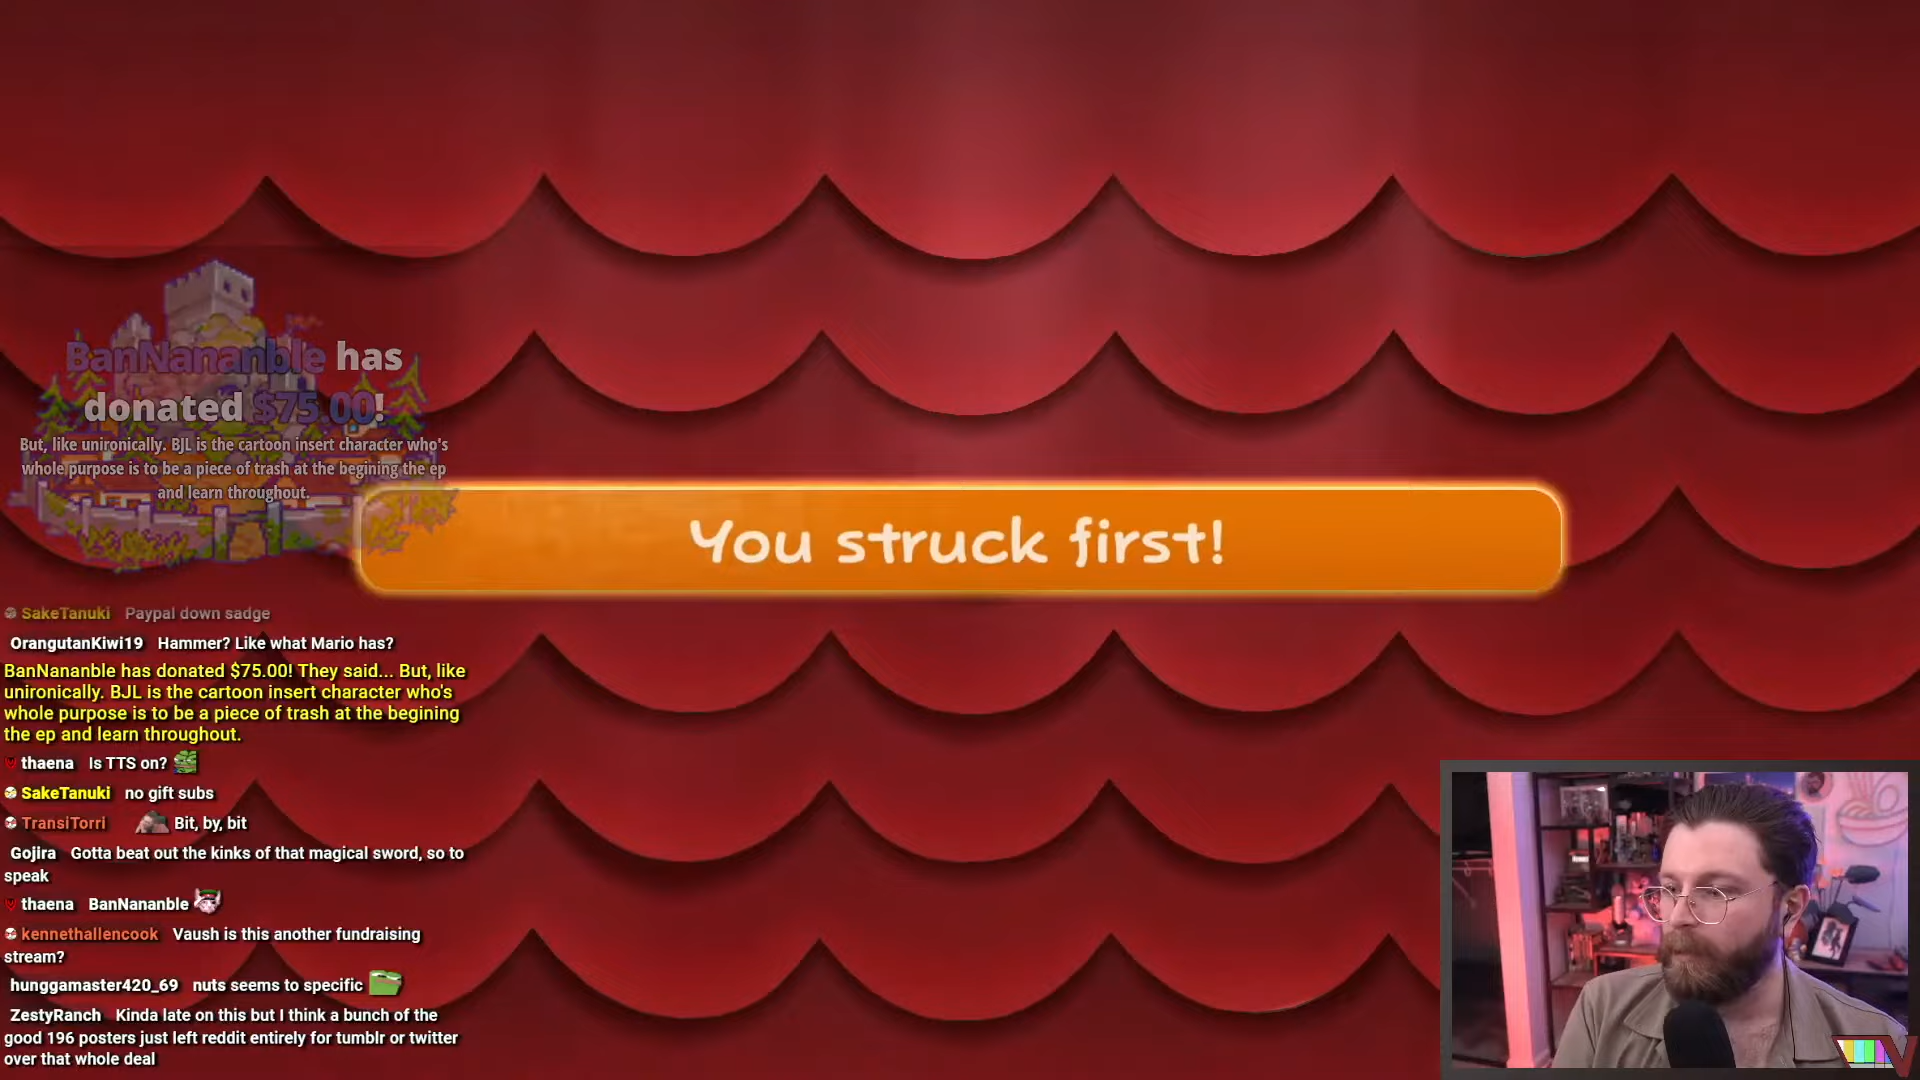 BanNananble has
donated $75.00!
But, like unironically. BJL is the cartoon insert character who's
whole purpose is to be a piece of trash at the begining the ep
and learn throughout.
You struck first!
SakeTanuki Paypal down sadge
OrangutanKiwi19 Hammer? Like what Mario has?
BanNananble has donated $75.00! They said... But, like
unironically. BJL is the cartoon insert character who's
whole purpose is to be a piece of trash at the begining
the ep and learn throughout.
thaena Is TTS on?
SakeTanuki no gift subs
TransiTorri Bit, by, bit
Gojira Gotta beat out the kinks of that magical sword, so to
speak
thaena BanNananble
kennethallencook Vaush is this another fundraising
stream?
hunggamaster420_69 nuts seems to specific
ZestyRanch Kinda late on this but I think a bunch of the
good 196 posters just left reddit entirely for tumblr or twitter
over that whole deal
V